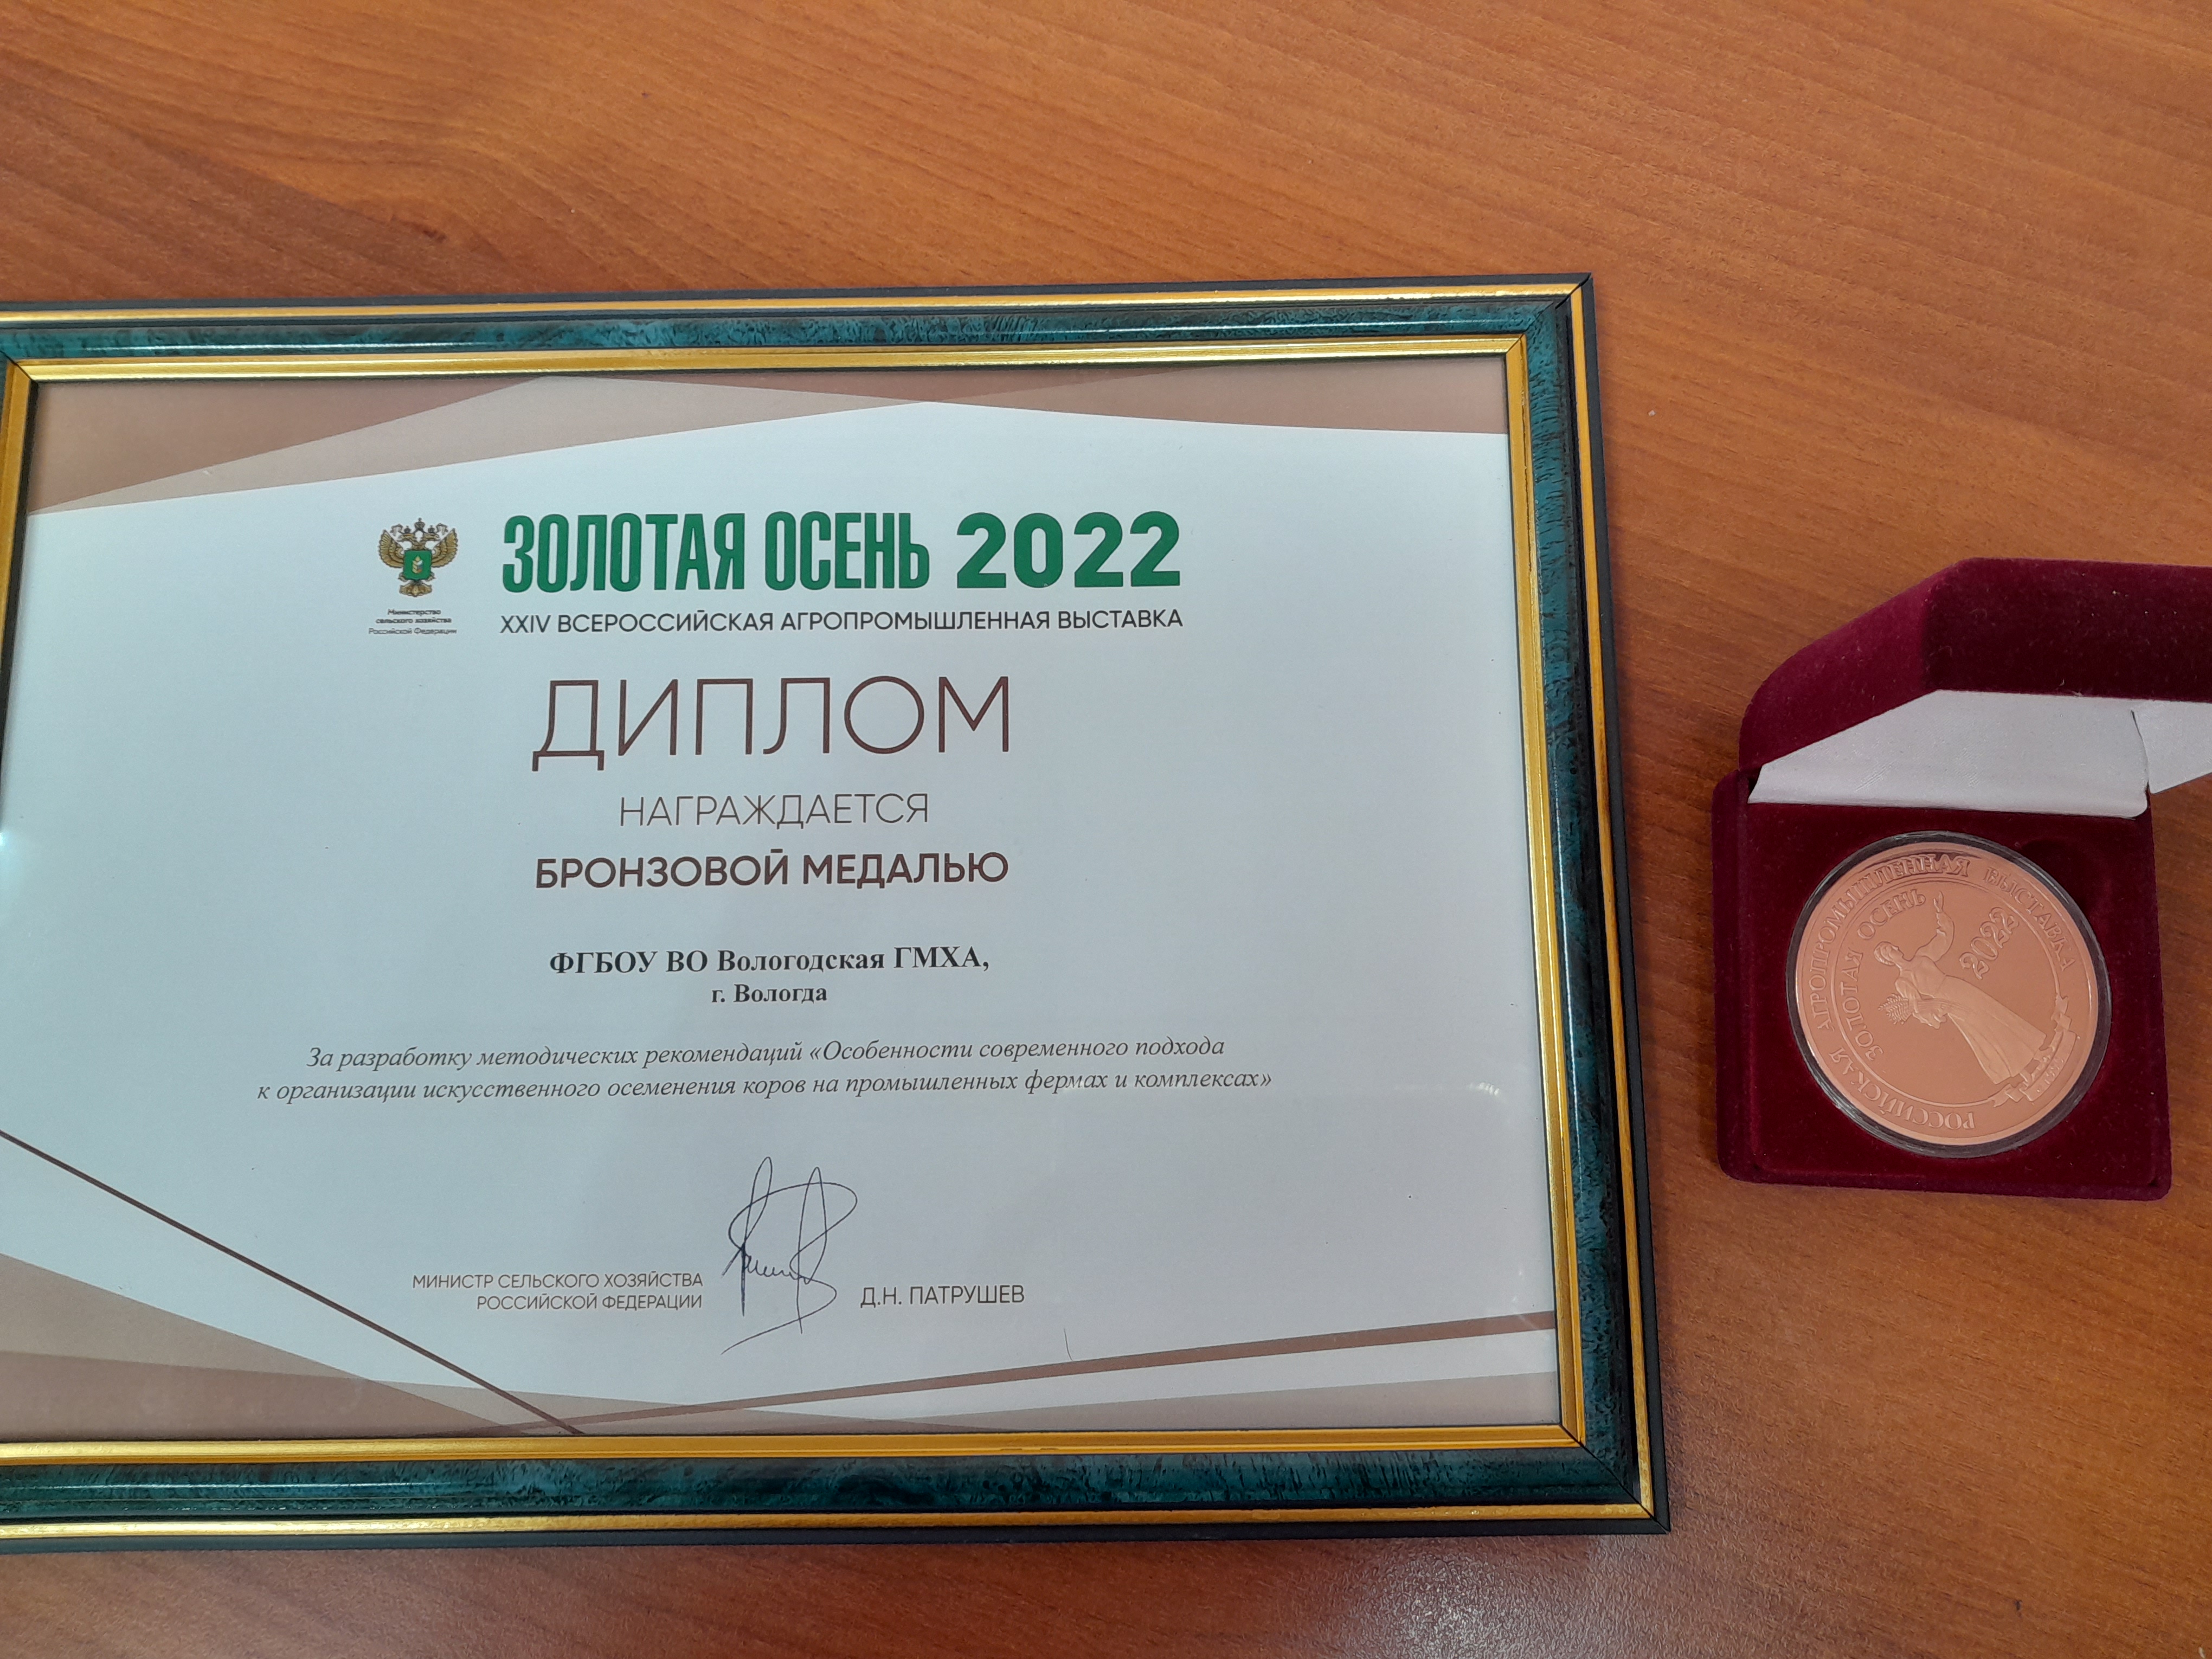 ЗОЛОТАЯ ОСЕНЬ 2022
XXIV ВСЕРОССИЙСКАЯ АГРОПРОМЫШЛЕННАЯ ВЫСТАВКА
Министерство
сельского хозяйства
Российской Федерации
ДИПЛОМ
НАГРАЖДАЕТСЯ
БРОНЗОВОЙ МЕДАЛЬЮ
ФГБОУ ВО Вологодская ГМХА,
г. Вологда
За разработку методических рекомендаций «Особенности современного подхода
к организации искусственного осеменения коров на промышленных фермах и комплексах»
МИНИСТР СЕЛЬСКОГО ХОЗЯЙСТВА
РОССИЙСКОЙ ФЕДЕРАЦИИ
Д.Н. ПАТРУШЕВ
РОССИЙСКАЯ АГРОПРОМЫШЛЕННАЯ ВЫСТАВКА
ЗОЛОТАЯ ОСЕНЬ
2022